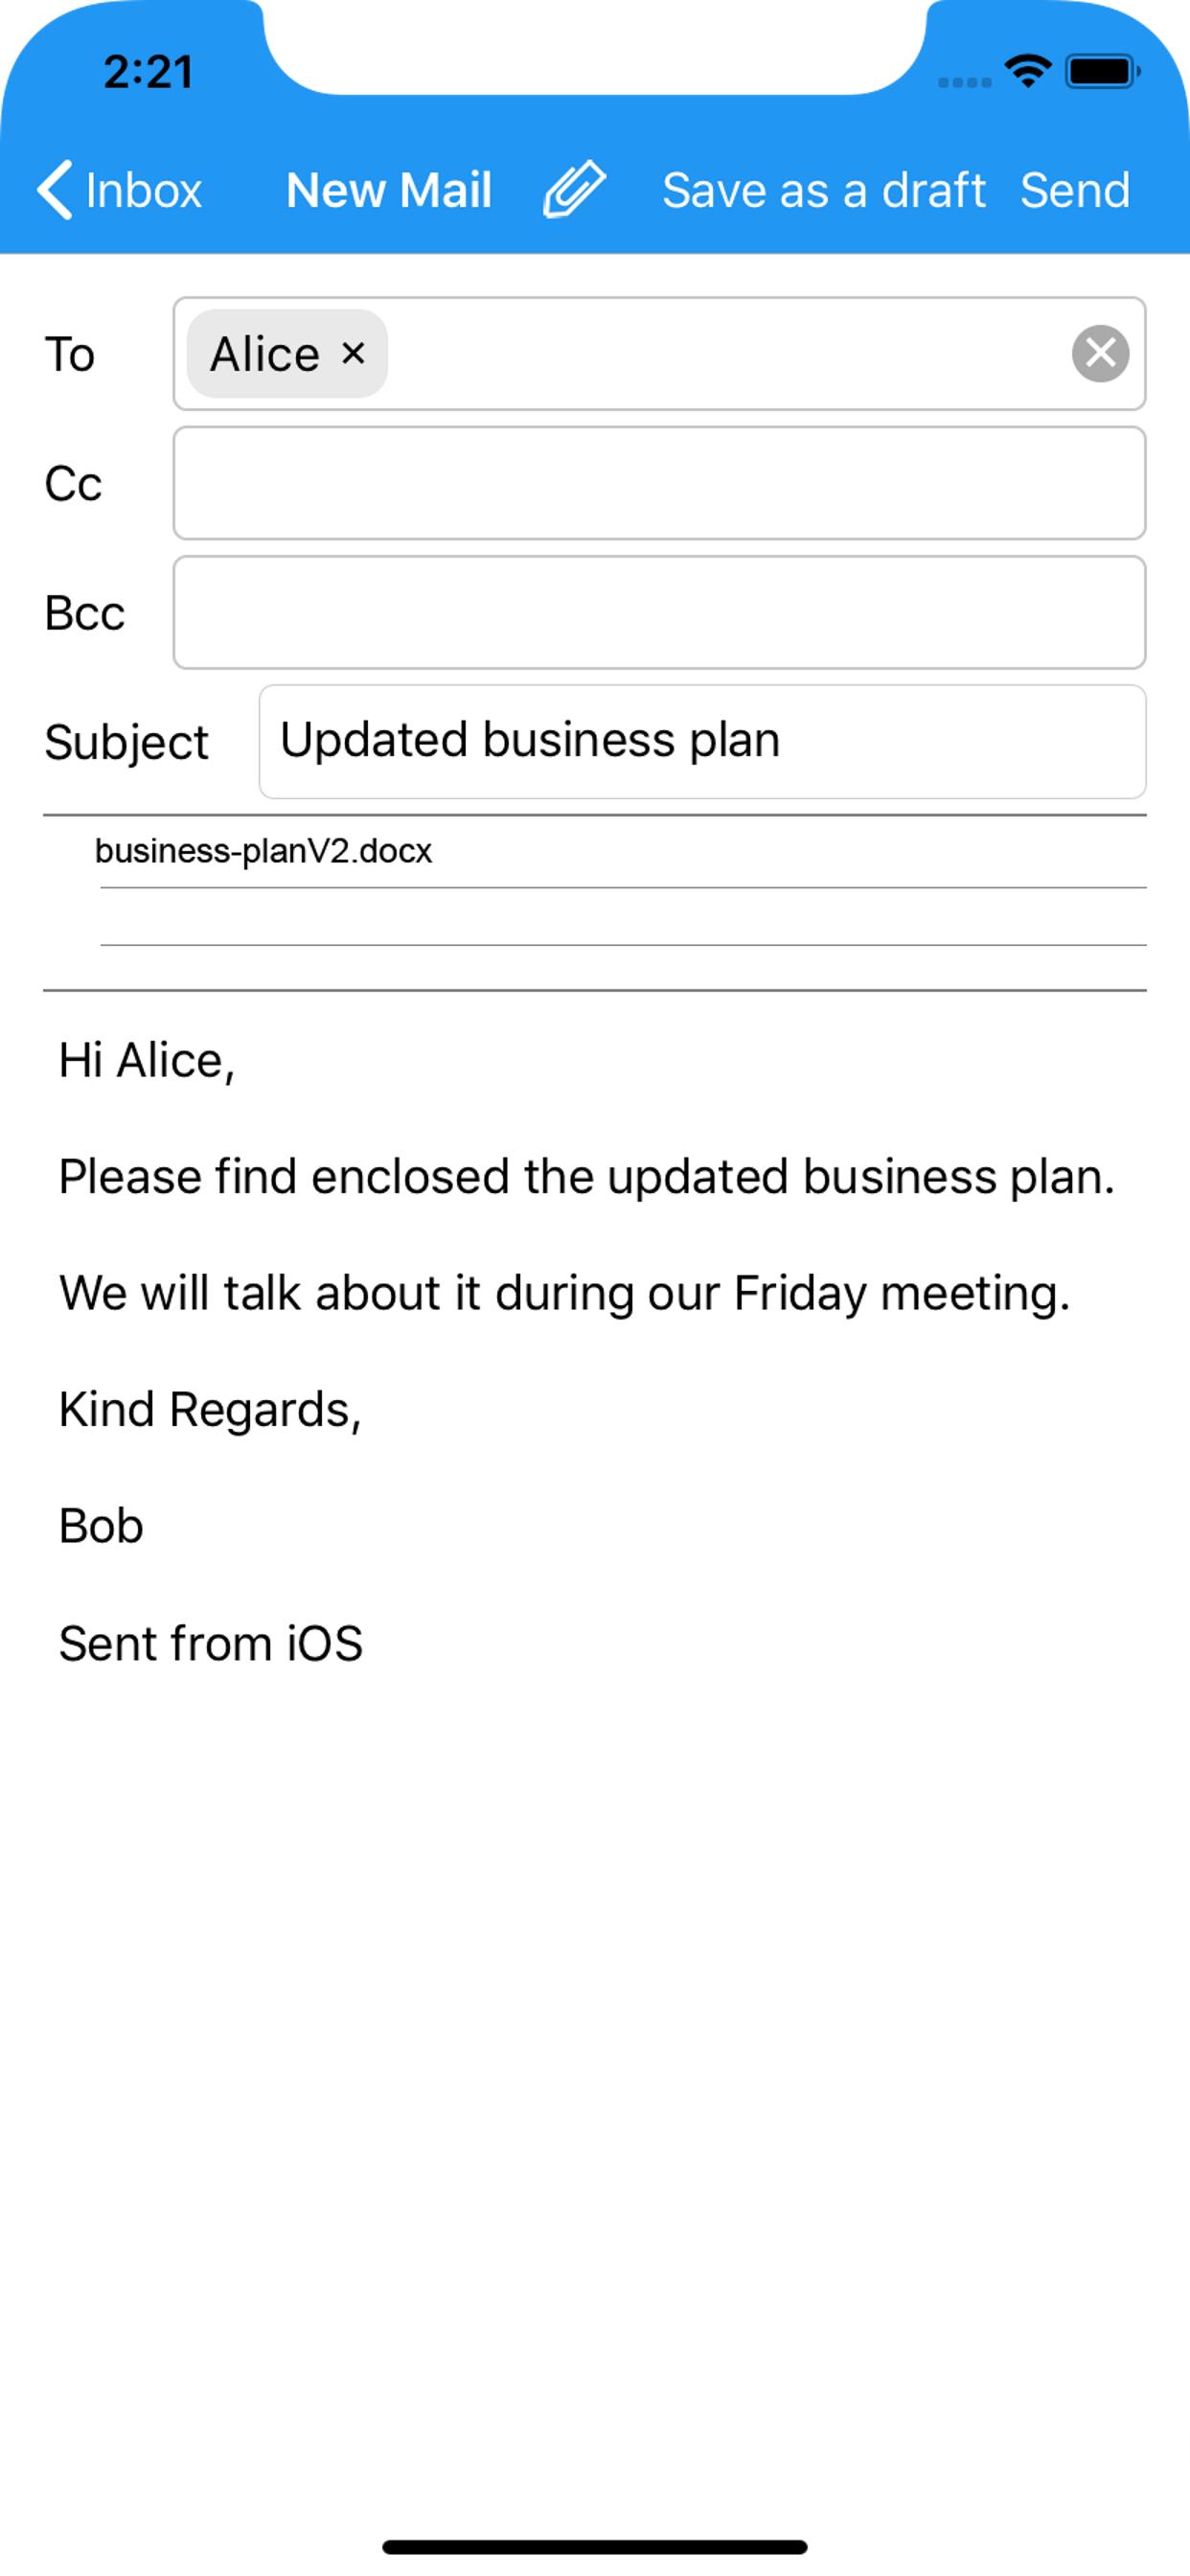 2:21
Inbox New Mail Save as a draft Send
To Alice ×
Cc
Bcc
Subject Updated business plan
business-planV2.docx
Hi Alice,
Please find enclosed the updated business plan.
We will talk about it during our Friday meeting.
Kind Regards,
Bob
Sent from iOS